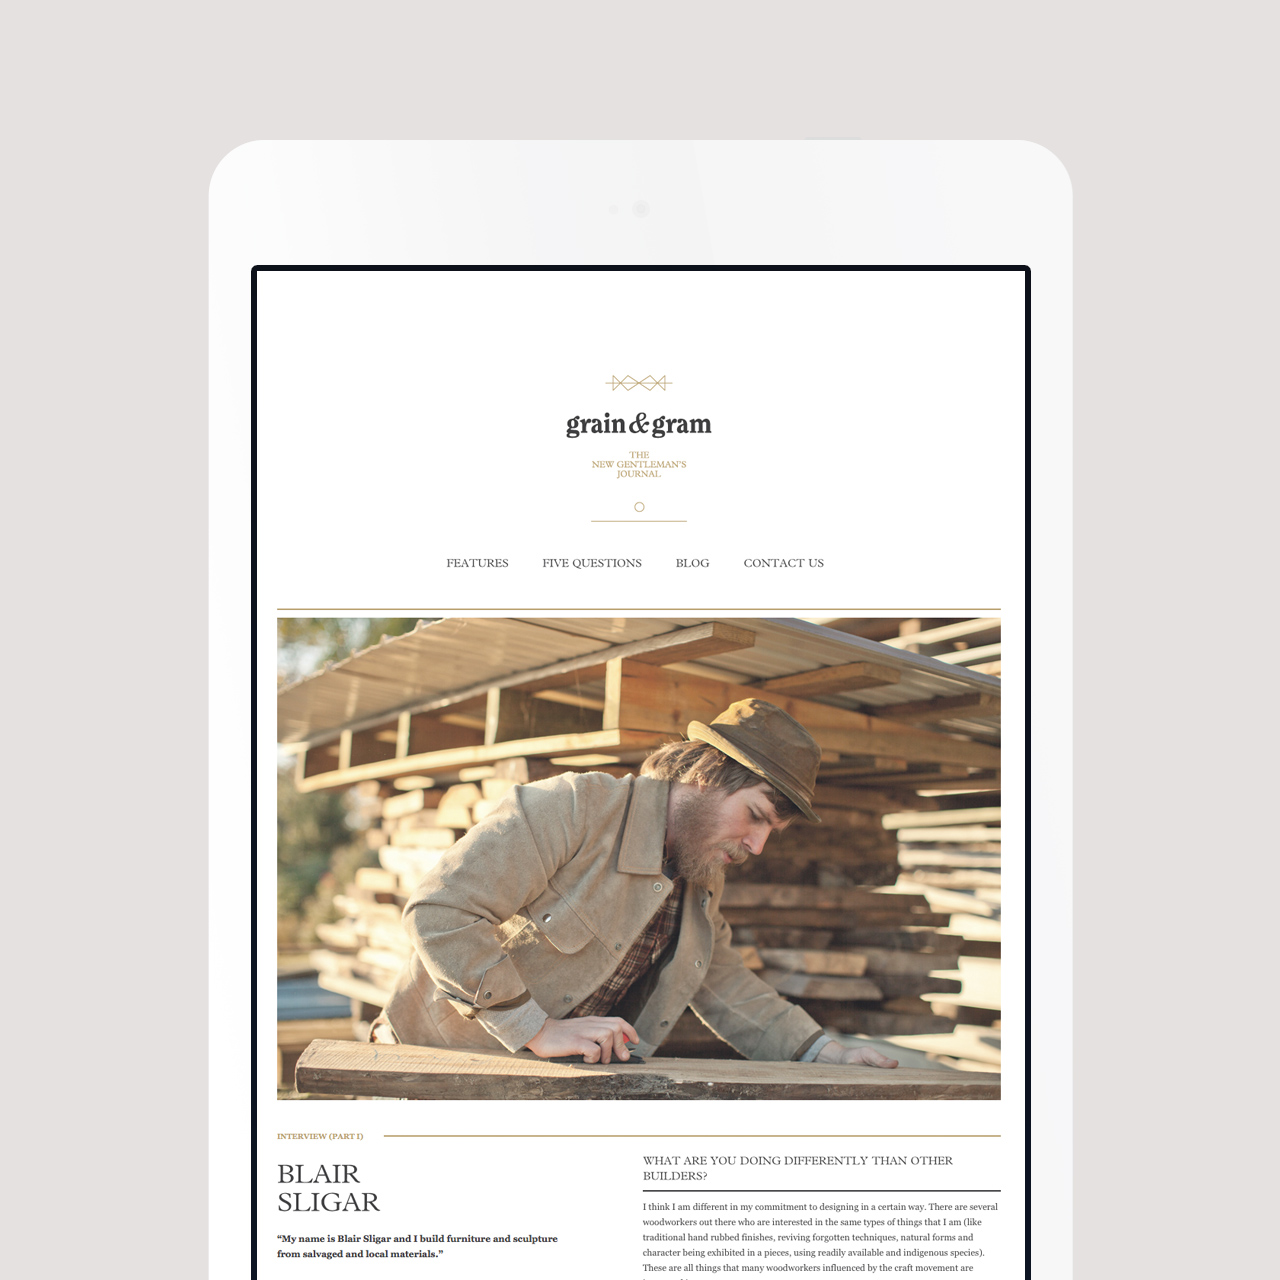 grain & gram
THE
NEW GENTLEMAN'S
JOURNAL
FEATURES FIVE QUESTIONS BLOG CONTACT US
INTERVIEW (PART I)
BLAIR
SLIGAR
“My name is Blair Sligar and I build furniture and sculpture
from salvaged and local materials.”
WHAT ARE YOU DOING DIFFERENTLY THAN OTHER
BUILDERS?
I think I am different in my commitment to designing in a certain way. There are several
woodworkers out there who are interested in the same types of things that I am (like
traditional hand rubbed finishes, reviving forgotten techniques, natural forms and
character being exhibited in a pieces, using readily available and indigenous species).
These are all things that many woodworkers influenced by the craft movement are